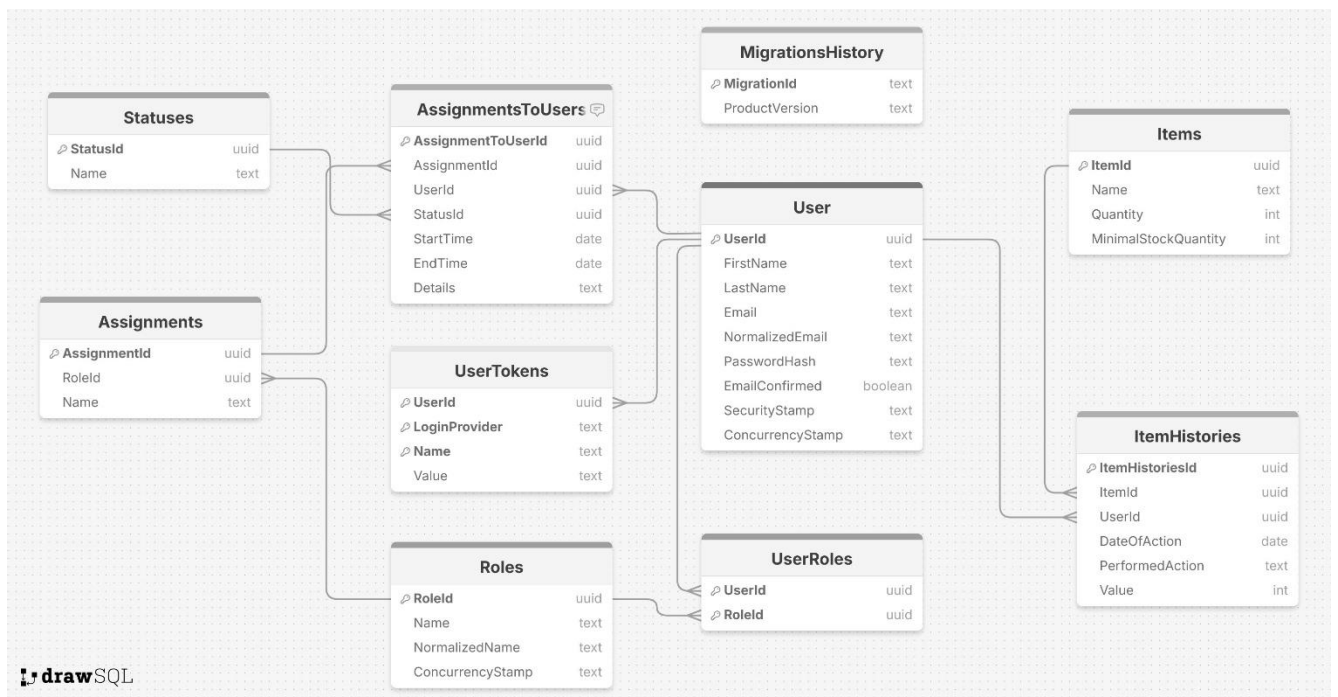 MigrationsHistory
MigrationId text
ProductVersion text
Statuses
StatusId uuid
Name text
AssignmentsToUsers
AssignmentToUserId uuid
AssignmentId uuid
UserId uuid
StatusId uuid
StartTime date
EndTime date
Details text
Items
ItemId uuid
Name text
Quantity int
MinimalStockQuantity int
User
UserId uuid
FirstName text
LastName text
Email text
NormalizedEmail text
PasswordHash text
EmailConfirmed boolean
SecurityStamp text
ConcurrencyStamp text
Assignments
AssignmentId uuid
RoleId uuid
Name text
UserTokens
UserId uuid
LoginProvider text
Name text
Value text
ItemHistories
ItemHistoriesId uuid
ItemId uuid
UserId uuid
DateOfAction date
PerformedAction text
Value int
Roles
RoleId uuid
Name text
NormalizedName text
ConcurrencyStamp text
UserRoles
UserId uuid
RoleId uuid
drawSQL